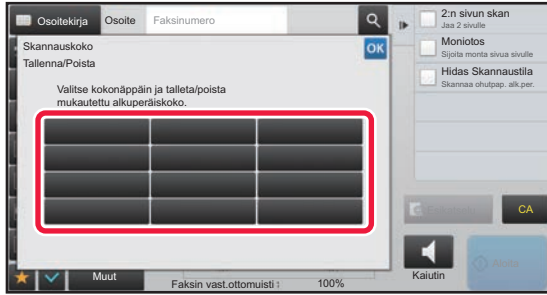 Osoitekirja
Osoite
Faksinumero
Skannauskoko
Tallenna/Poista
OK
Valitse kokonäppäin ja talleta/poista
mukautettu alkuperäiskoko.
2:n sivun skan
Jaa 2 sivulle
Moniotos
Sijoita monta sivua sivulle
Hidas Skannaustila
Skannaa ohutpap. alk.per.
CA
Kaiutin
Muut
Faksin vast.ottomuisti :
100%